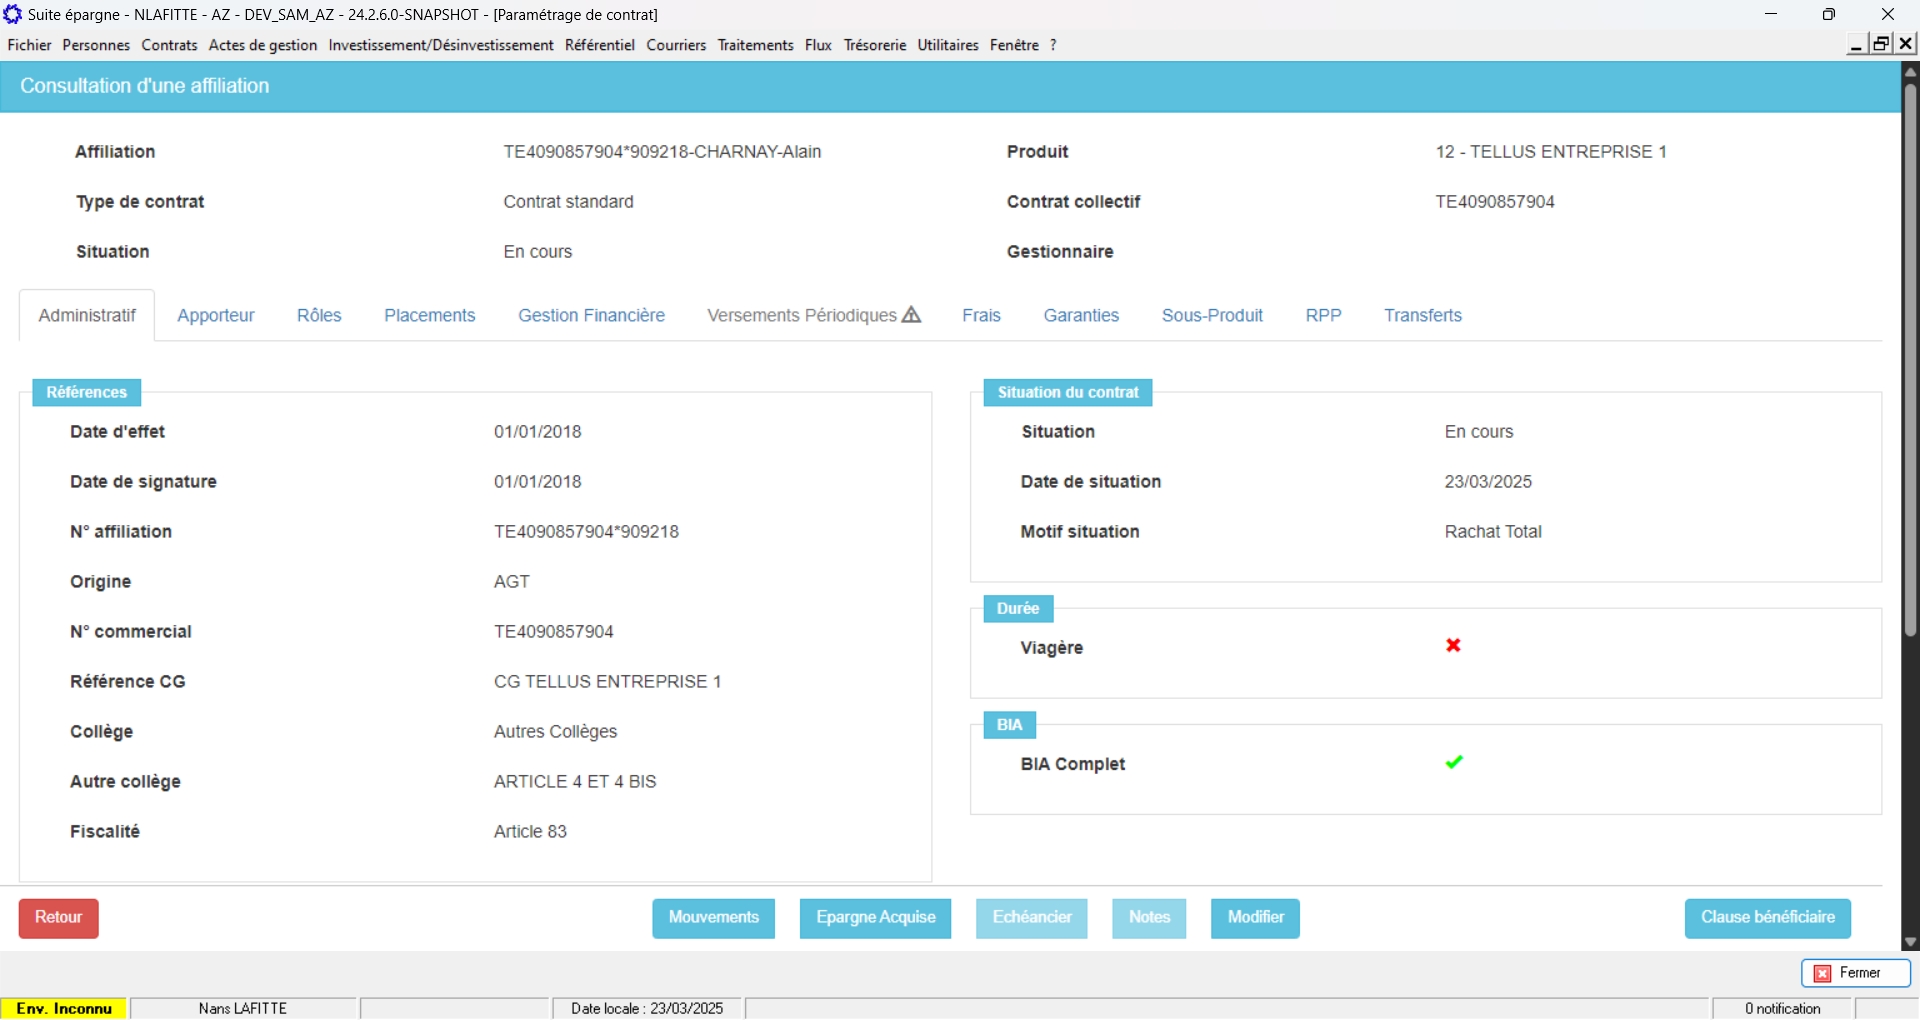 Suite épargne - NLAFITTE - AZ - DEV_SAM_AZ - 24.2.6.0-SNAPSHOT - [Paramétrage de contrat]
Fichier Personnes Contrats Actes de gestion Investissement/Désinvestissement Référentiel Courriers Traitements Flux Trésorerie Utilitaires Fenêtre ?
Consultation d'une affiliation
Affiliation TE4090857904*909218-CHARNAY-Alain Produit 12 - TELLUS ENTREPRISE 1
Type de contrat Contrat standard Contrat collectif TE4090857904
Situation En cours Gestionnaire
Administratif Apporteur Rôles Placements Gestion Financière Versements Périodiques Frais Garanties Sous-Produit RPP Transferts
Références
Date d'effet 01/01/2018
Date de signature 01/01/2018
N° affiliation TE4090857904*909218
Origine AGT
N° commercial TE4090857904
Référence CG CG TELLUS ENTREPRISE 1
Collège Autres Collèges
Autre collège ARTICLE 4 ET 4 BIS
Fiscalité Article 83
Situation du contrat
Situation En cours
Date de situation 23/03/2025
Motif situation Rachat Total
Durée
Viagère
BIA
BIA Complet
Retour Mouvements Epargne Acquise Echéancier Notes Modifier Clause bénéficiaire
Fermer
Env. Inconnu Nans LAFITTE Date locale : 23/03/2025 0 notification